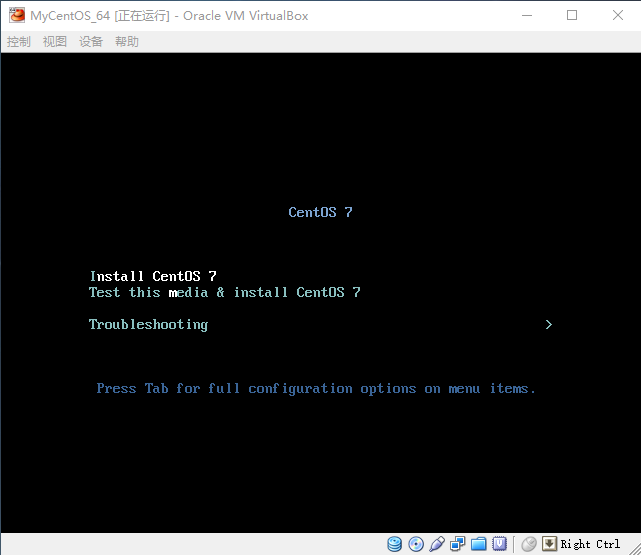 MyCentOS_64 [正在运行] - Oracle VM VirtualBox
控制 视图 设备 帮助
CentOS 7
Install CentOS 7
Test this media & install CentOS 7
Troubleshooting >
Press Tab for full configuration options on menu items.
Right Ctrl